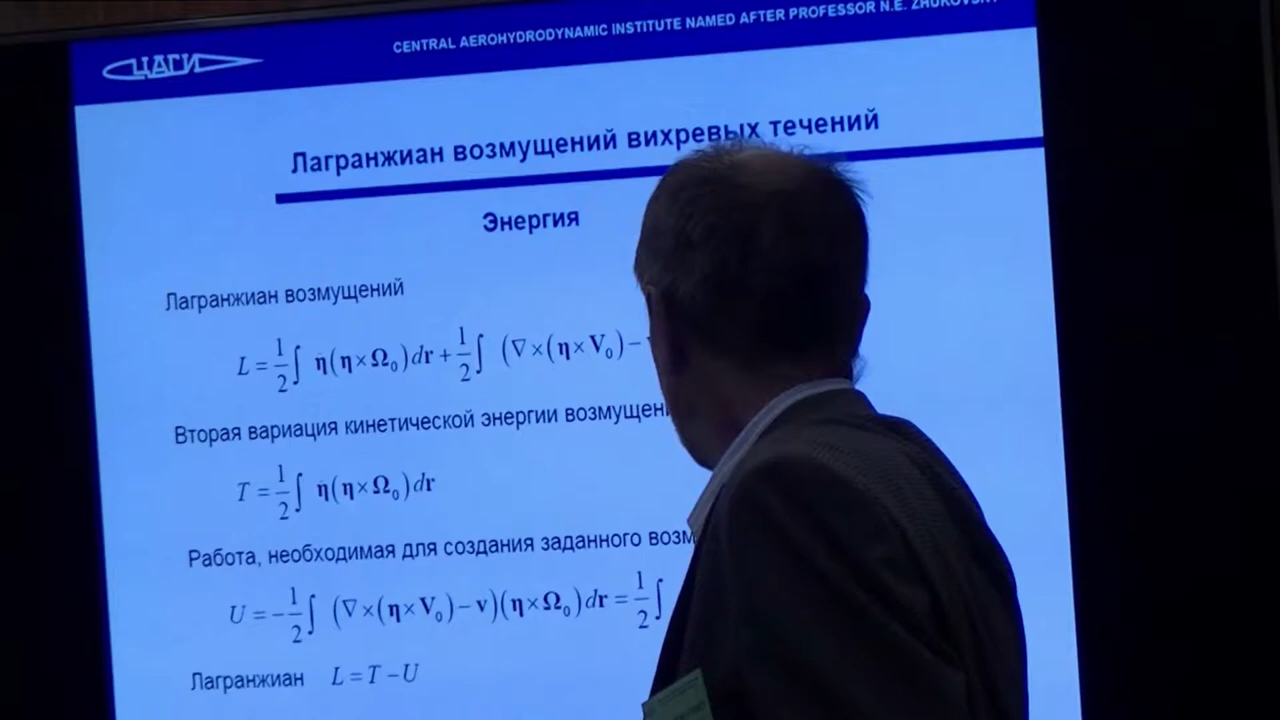 ЦАГИ
CENTRAL AEROHYDRODYNAMIC INSTITUTE NAMED AFTER PROFESSOR N.E. ZHUKOVSKY
Лагранжиан возмущений вихревых течений
Энергия
Лагранжиан возмущений
L = 1/2 ∫ η̇(η×Ω₀)dr + 1/2 ∫ (∇×(η×V₀) −
Вторая вариация кинетической энергии
T = 1/2 ∫ η̇(η×Ω₀)dr
Работа, необходимая для создания заданного
U = −1/2 ∫ (∇×(η×V₀) − v)(η×Ω₀)dr = 1/2 ∫
Лагранжиан L = T − U